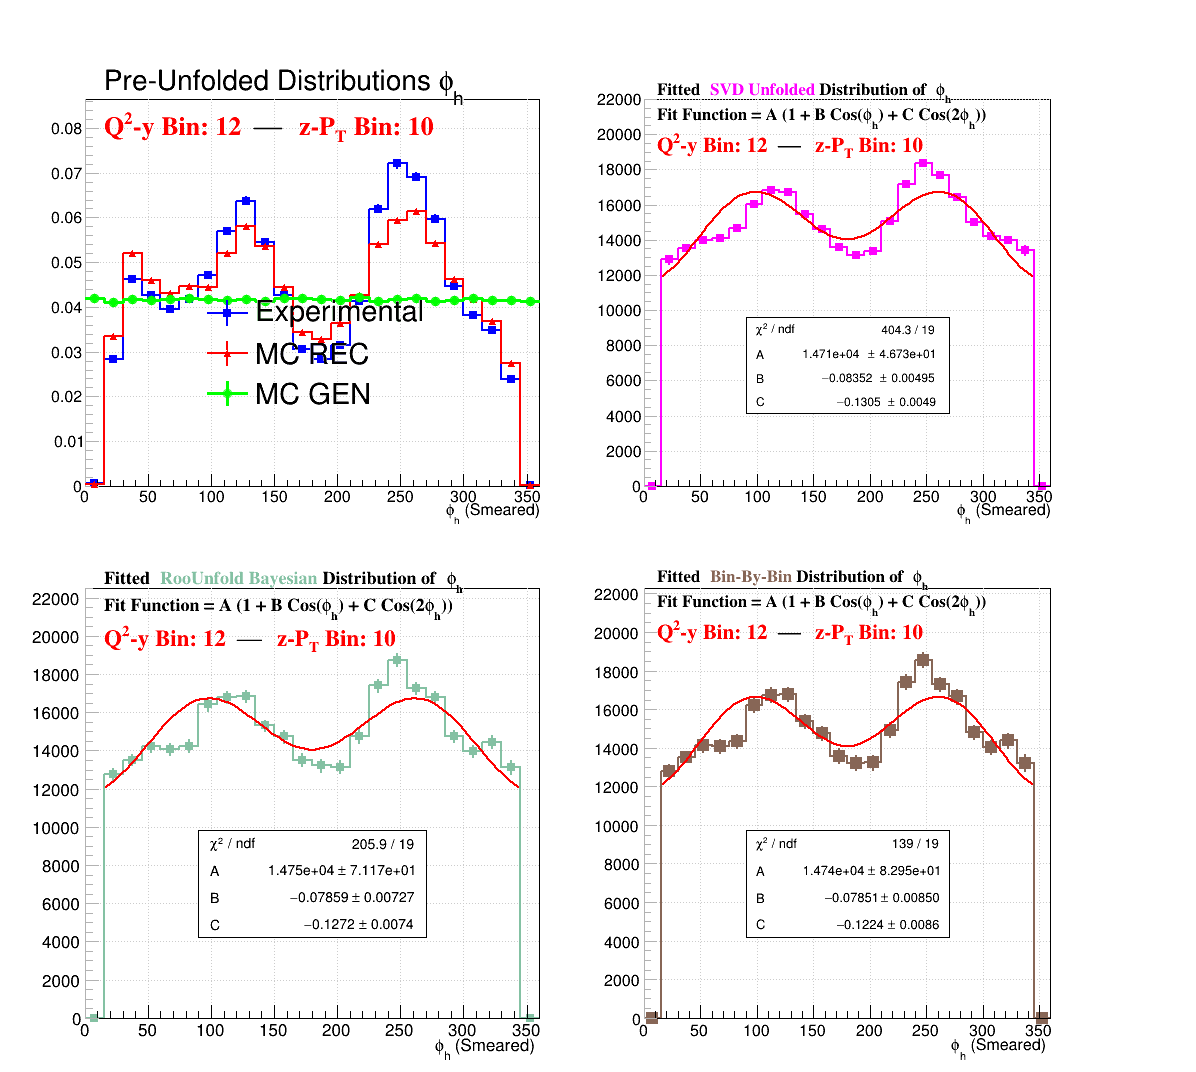 Pre-Unfolded Distributions ϕh
Q2-y Bin: 12 — z-PT Bin: 10
0.08
0.07
0.06
0.05
0.04
0.03
0.02
0.01
0
Experimental
MC REC
MC GEN
0 50 100 150 200 250 300 350
ϕh (Smeared)
Fitted SVD Unfolded Distribution of ϕh
Fit Function = A (1 + B Cos(ϕh) + C Cos(2ϕh))
Q2-y Bin: 12 — z-PT Bin: 10
22000
20000
18000
16000
14000
12000
10000
8000
6000
4000
2000
0
χ2 / ndf 404.3 / 19
A 1.471e+04 ± 4.673e+01
B −0.08352 ± 0.00495
C −0.1305 ± 0.0049
0 50 100 150 200 250 300 350
ϕh (Smeared)
Fitted RooUnfold Bayesian Distribution of ϕh
Fit Function = A (1 + B Cos(ϕh) + C Cos(2ϕh))
Q2-y Bin: 12 — z-PT Bin: 10
22000
20000
18000
16000
14000
12000
10000
8000
6000
4000
2000
0
χ2 / ndf 205.9 / 19
A 1.475e+04 ± 7.117e+01
B −0.07859 ± 0.00727
C −0.1272 ± 0.0074
0 50 100 150 200 250 300 350
ϕh (Smeared)
Fitted Bin-By-Bin Distribution of ϕh
Fit Function = A (1 + B Cos(ϕh) + C Cos(2ϕh))
Q2-y Bin: 12 — z-PT Bin: 10
22000
20000
18000
16000
14000
12000
10000
8000
6000
4000
2000
0
χ2 / ndf 139 / 19
A 1.474e+04 ± 8.295e+01
B −0.07851 ± 0.00850
C −0.1224 ± 0.0086
0 50 100 150 200 250 300 350
ϕh (Smeared)